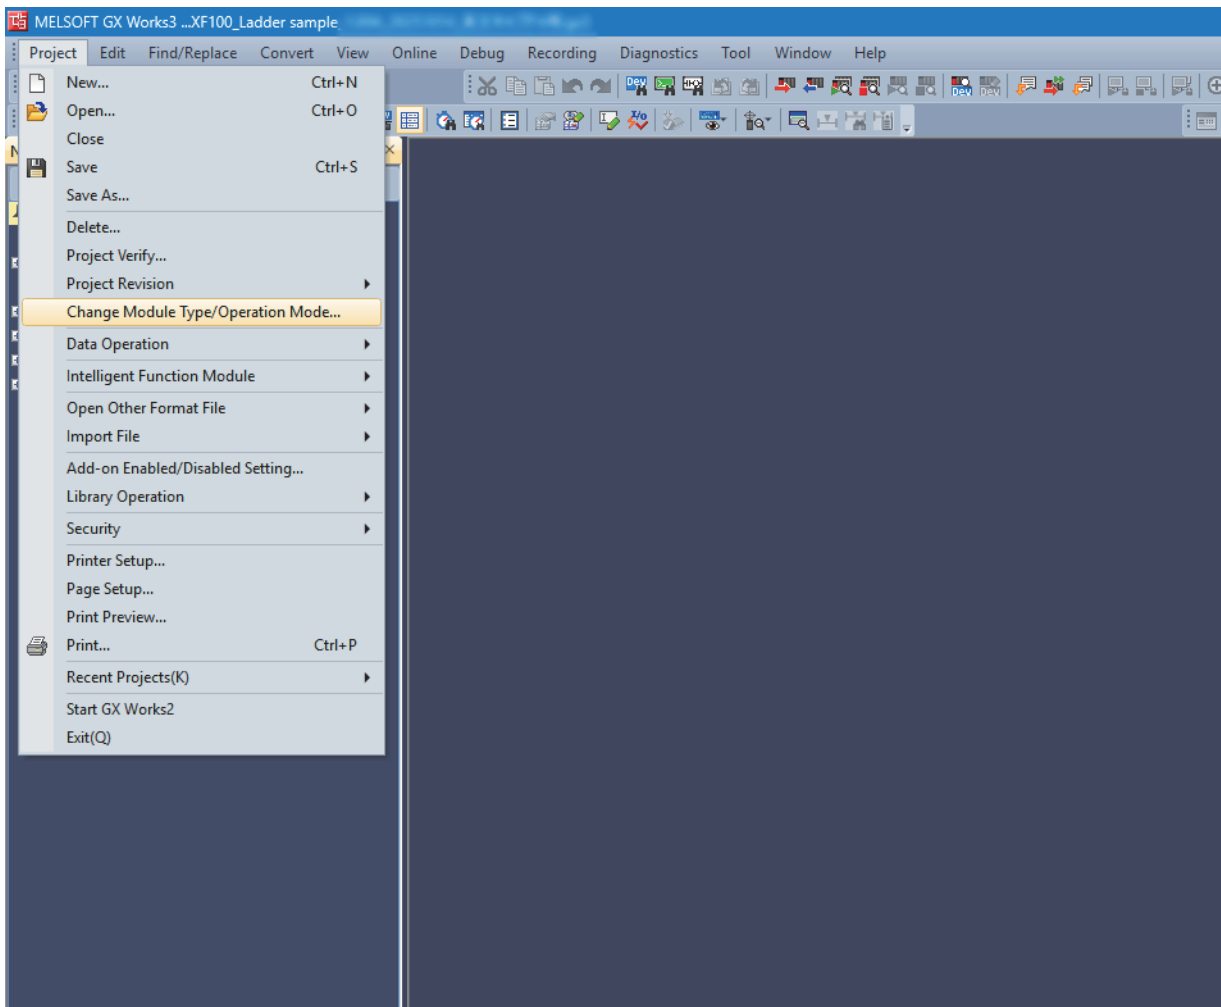 MELSOFT GX Works3 ...XF100_Ladder sample_
Project Edit Find/Replace Convert View Online Debug Recording Diagnostics Tool Window Help
New... Ctrl+N
Open... Ctrl+O
Close
Save Ctrl+S
Save As...
Delete...
Project Verify...
Project Revision
Change Module Type/Operation Mode...
Data Operation
Intelligent Function Module
Open Other Format File
Import File
Add-on Enabled/Disabled Setting...
Library Operation
Security
Printer Setup...
Page Setup...
Print Preview...
Print... Ctrl+P
Recent Projects(K)
Start GX Works2
Exit(Q)